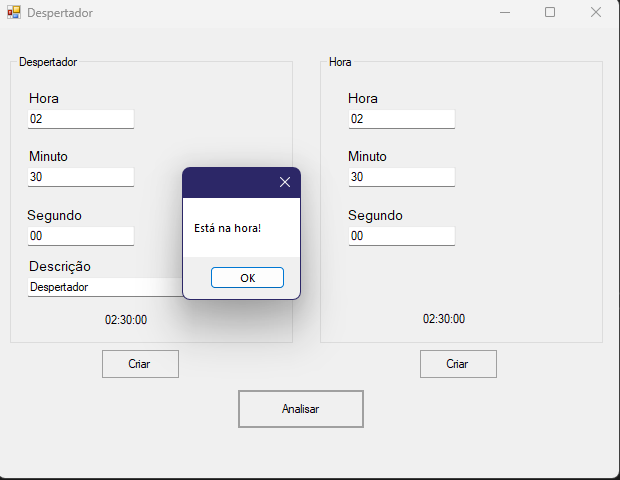 Despertador
Despertador
Hora
02
Minuto
30
Segundo
00
Descrição
Despertador
02:30:00
Criar
Hora
Hora
02
Minuto
30
Segundo
00
02:30:00
Criar
Está na hora!
OK
Analisar